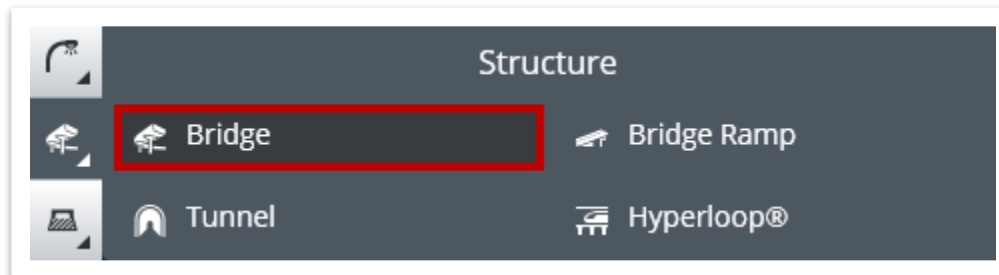 Structure
Bridge
Bridge Ramp
Tunnel
Hyperloop®